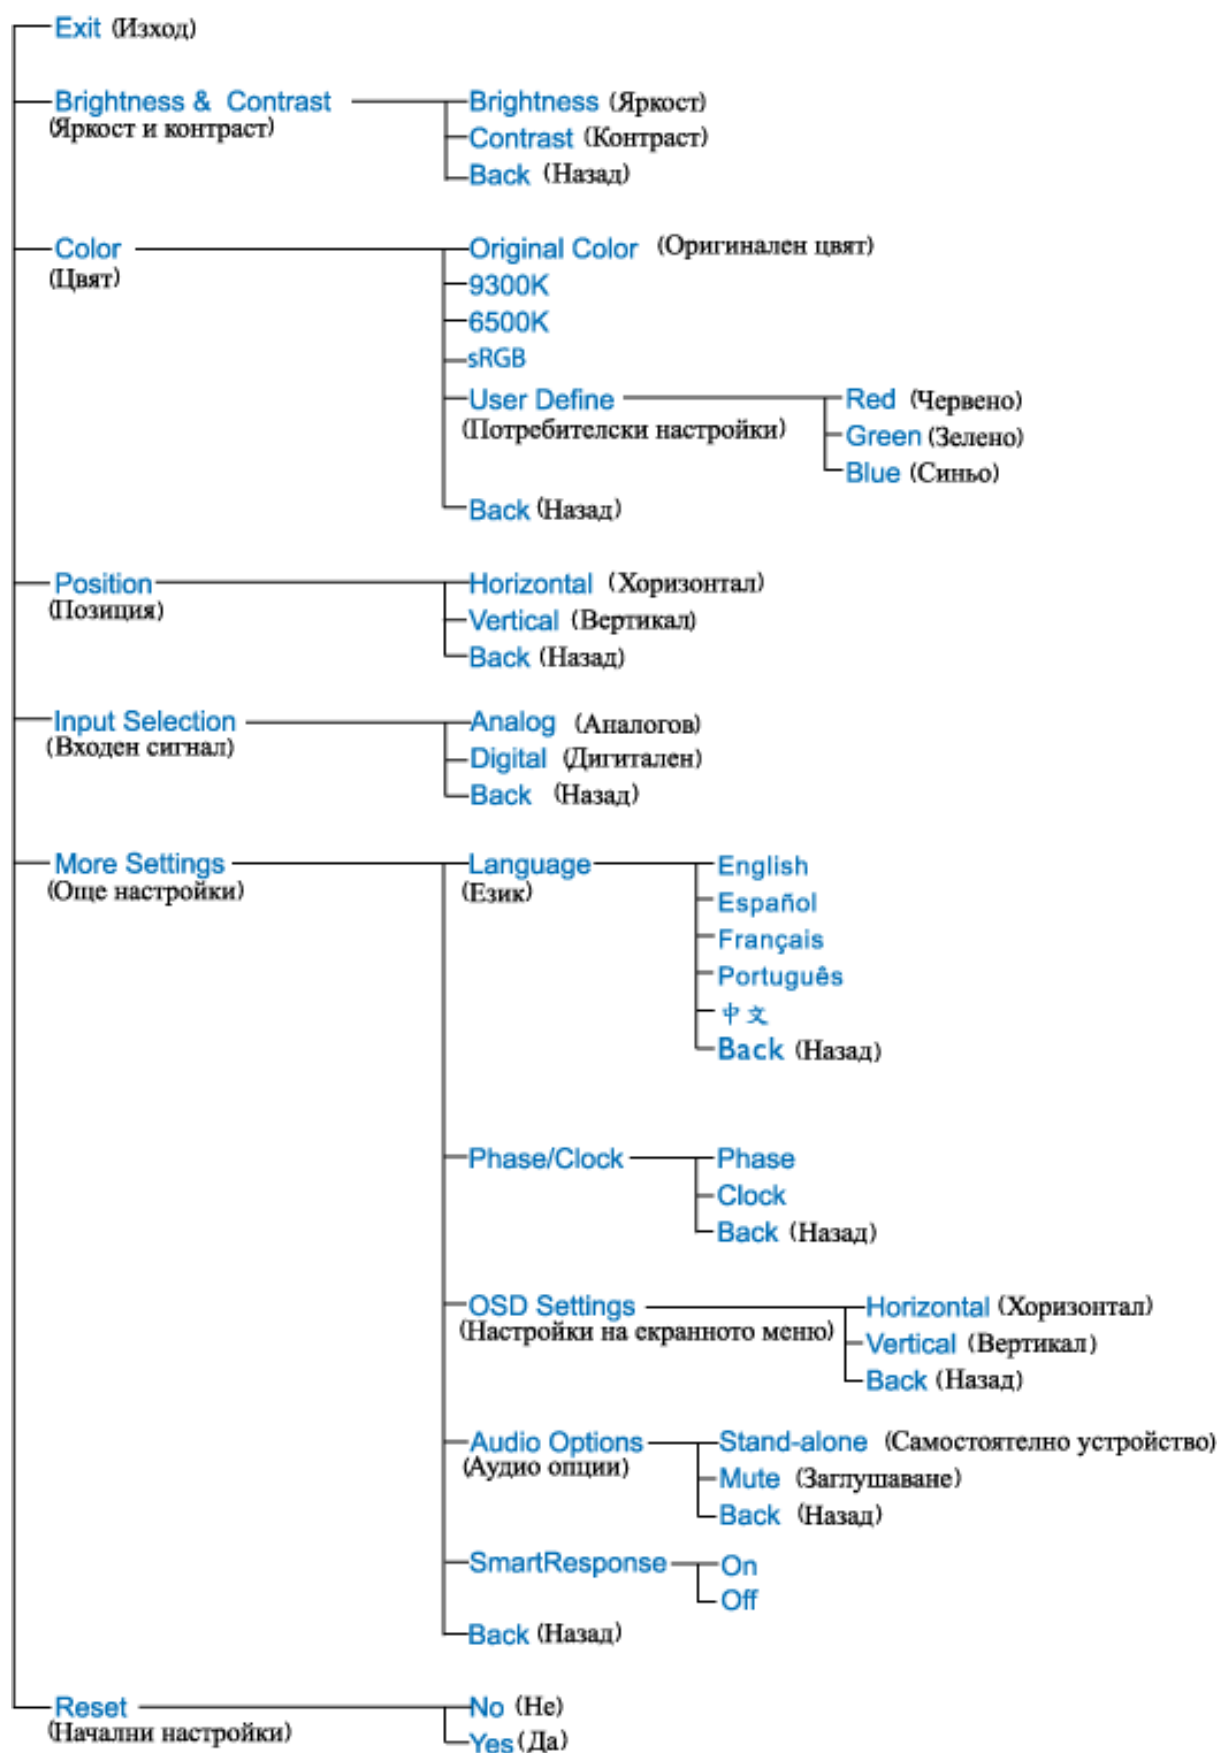 Exit (Изход)
Brightness & Contrast
(Яркост и контраст)
Brightness (Яркост)
Contrast (Контраст)
Back (Назад)
Color
(Цвят)
Original Color (Оригинален цвят)
9300K
6500K
sRGB
User Define
(Потребителски настройки)
Red (Червено)
Green (Зелено)
Blue (Синьо)
Back (Назад)
Position
(Позиция)
Horizontal (Хоризонтал)
Vertical (Вертикал)
Back (Назад)
Input Selection
(Входен сигнал)
Analog (Аналогов)
Digital (Дигитален)
Back (Назад)
More Settings
(Още настройки)
Language
(Език)
English
Español
Français
Português
中文
Back (Назад)
Phase/Clock
Phase
Clock
Back (Назад)
OSD Settings
(Настройки на екранното меню)
Horizontal (Хоризонтал)
Vertical (Вертикал)
Back (Назад)
Audio Options
(Аудио опции)
Stand-alone (Самостоятелно устройство)
Mute (Заглушаване)
Back (Назад)
SmartResponse
On
Off
Back (Назад)
Reset
(Начални настройки)
No (Не)
Yes (Да)